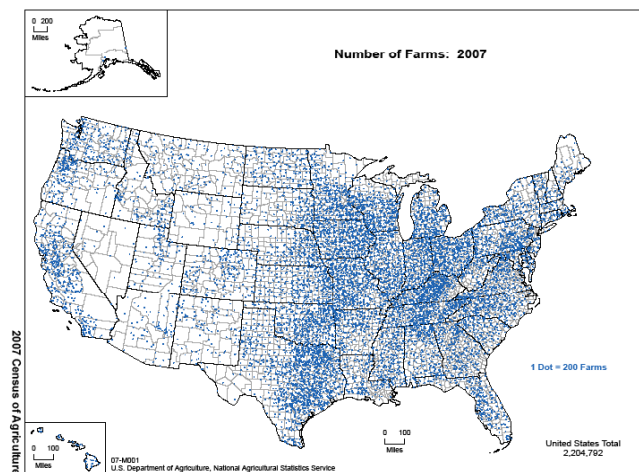 0 200
Miles
Number of Farms: 2007
1 Dot = 200 Farms
0 100
Miles
United States Total
2,204,792
0 100
Miles
07-M001
U.S. Department of Agriculture, National Agricultural Statistics Service
2007 Census of Agriculture